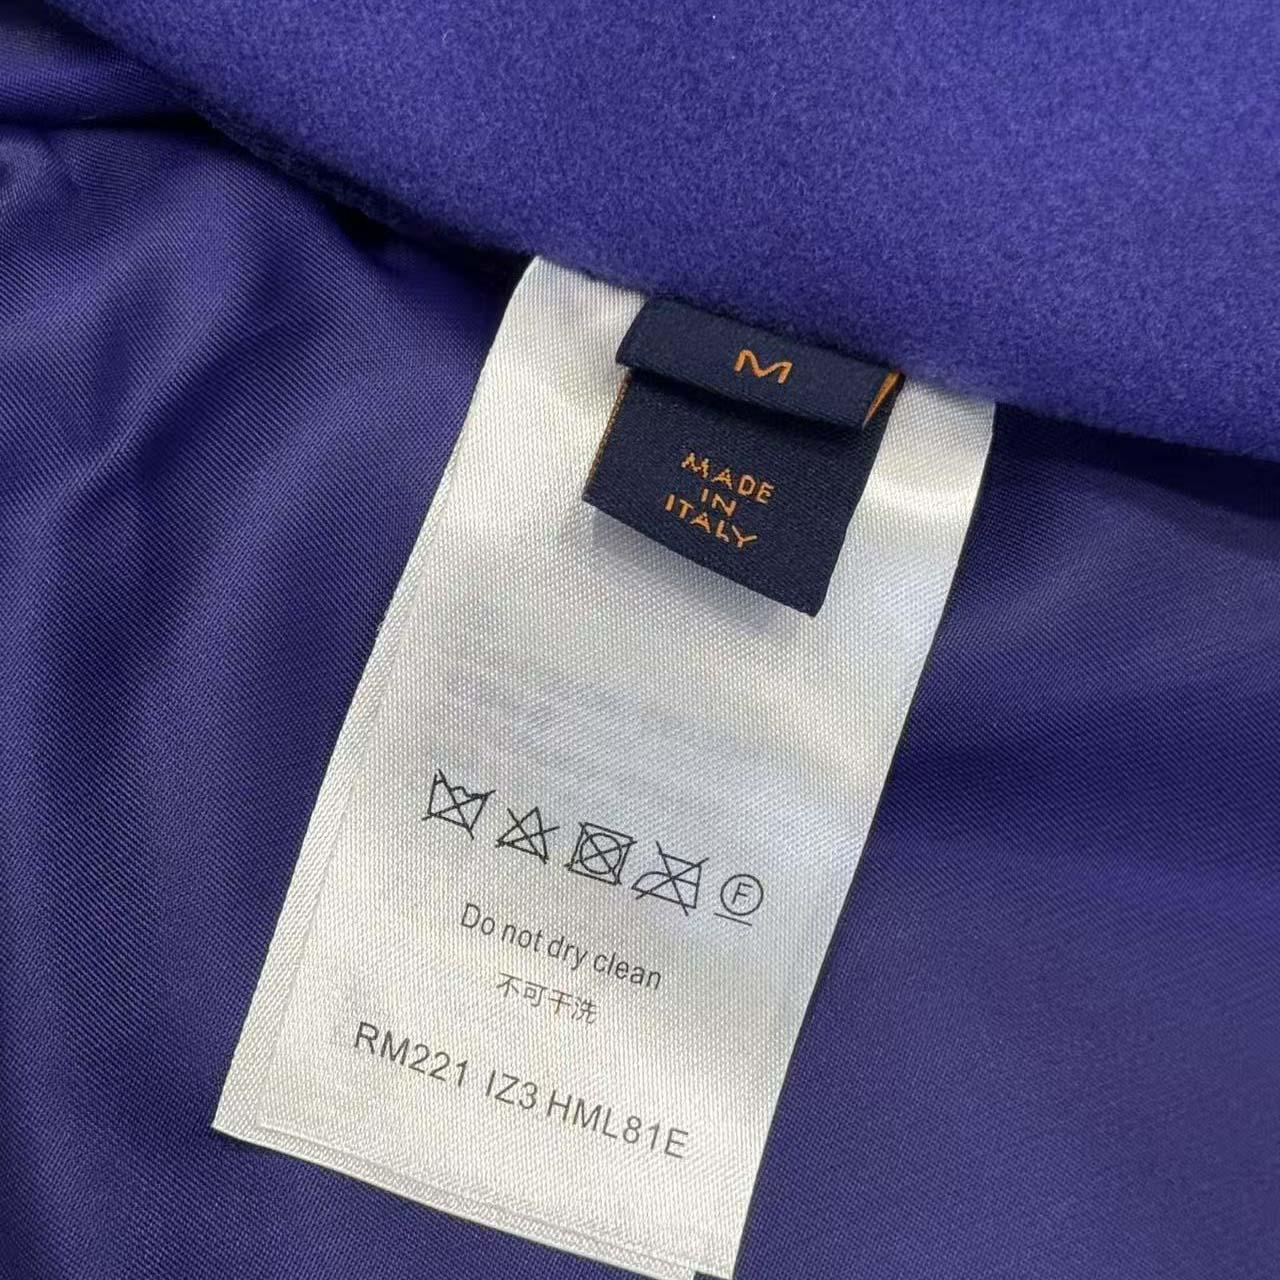 M
MADE
IN
ITALY
F
Do not dry clean
不可干洗
RM221 IZ3 HML81E